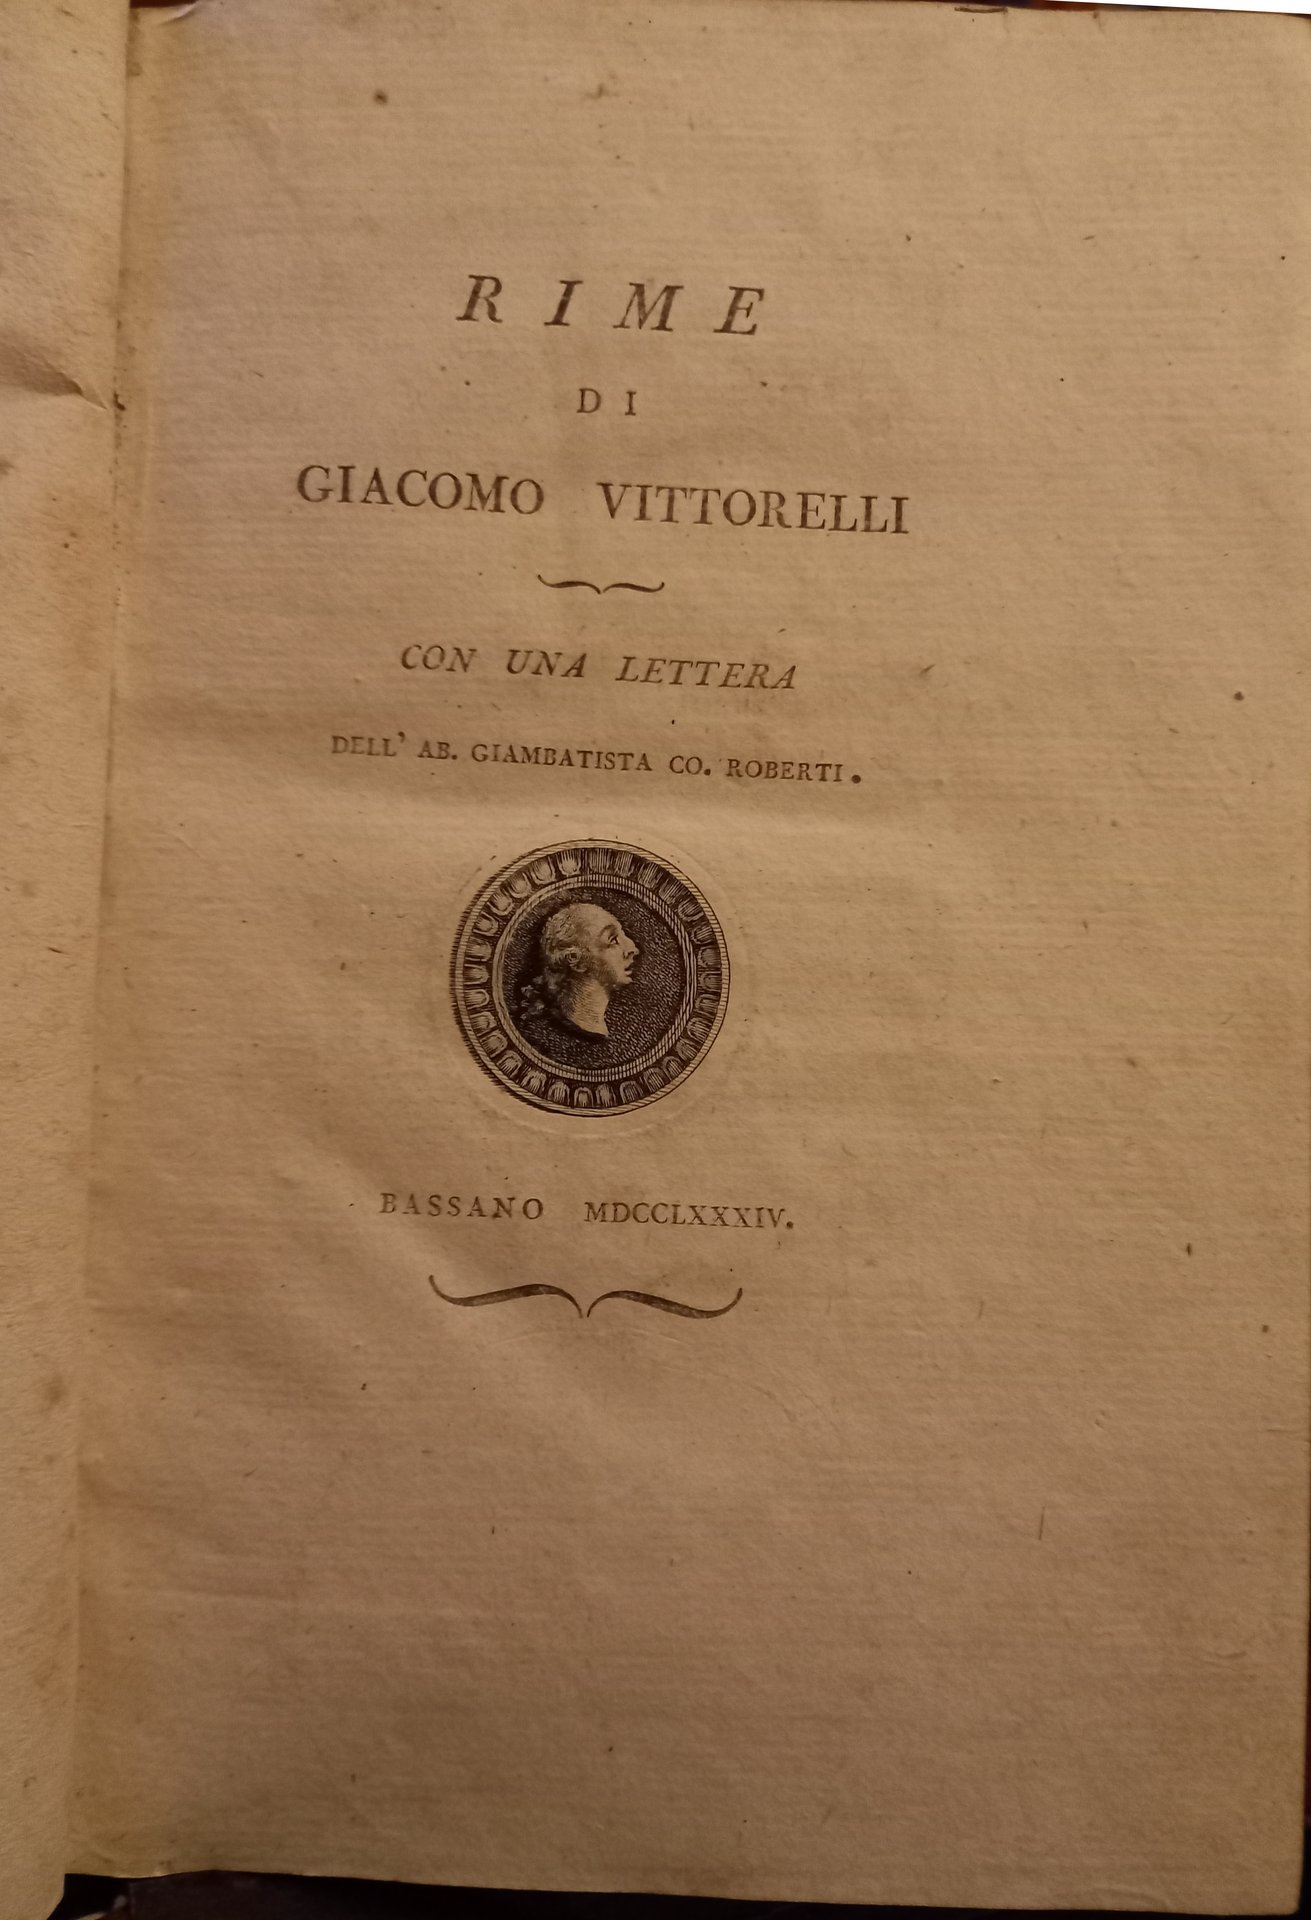 RIME
DI
GIACOMO VITTORELLI
CON UNA LETTERA
DELL' AB. GIAMBATISTA CO. ROBERTI.
BASSANO MDCCLXXXIV.